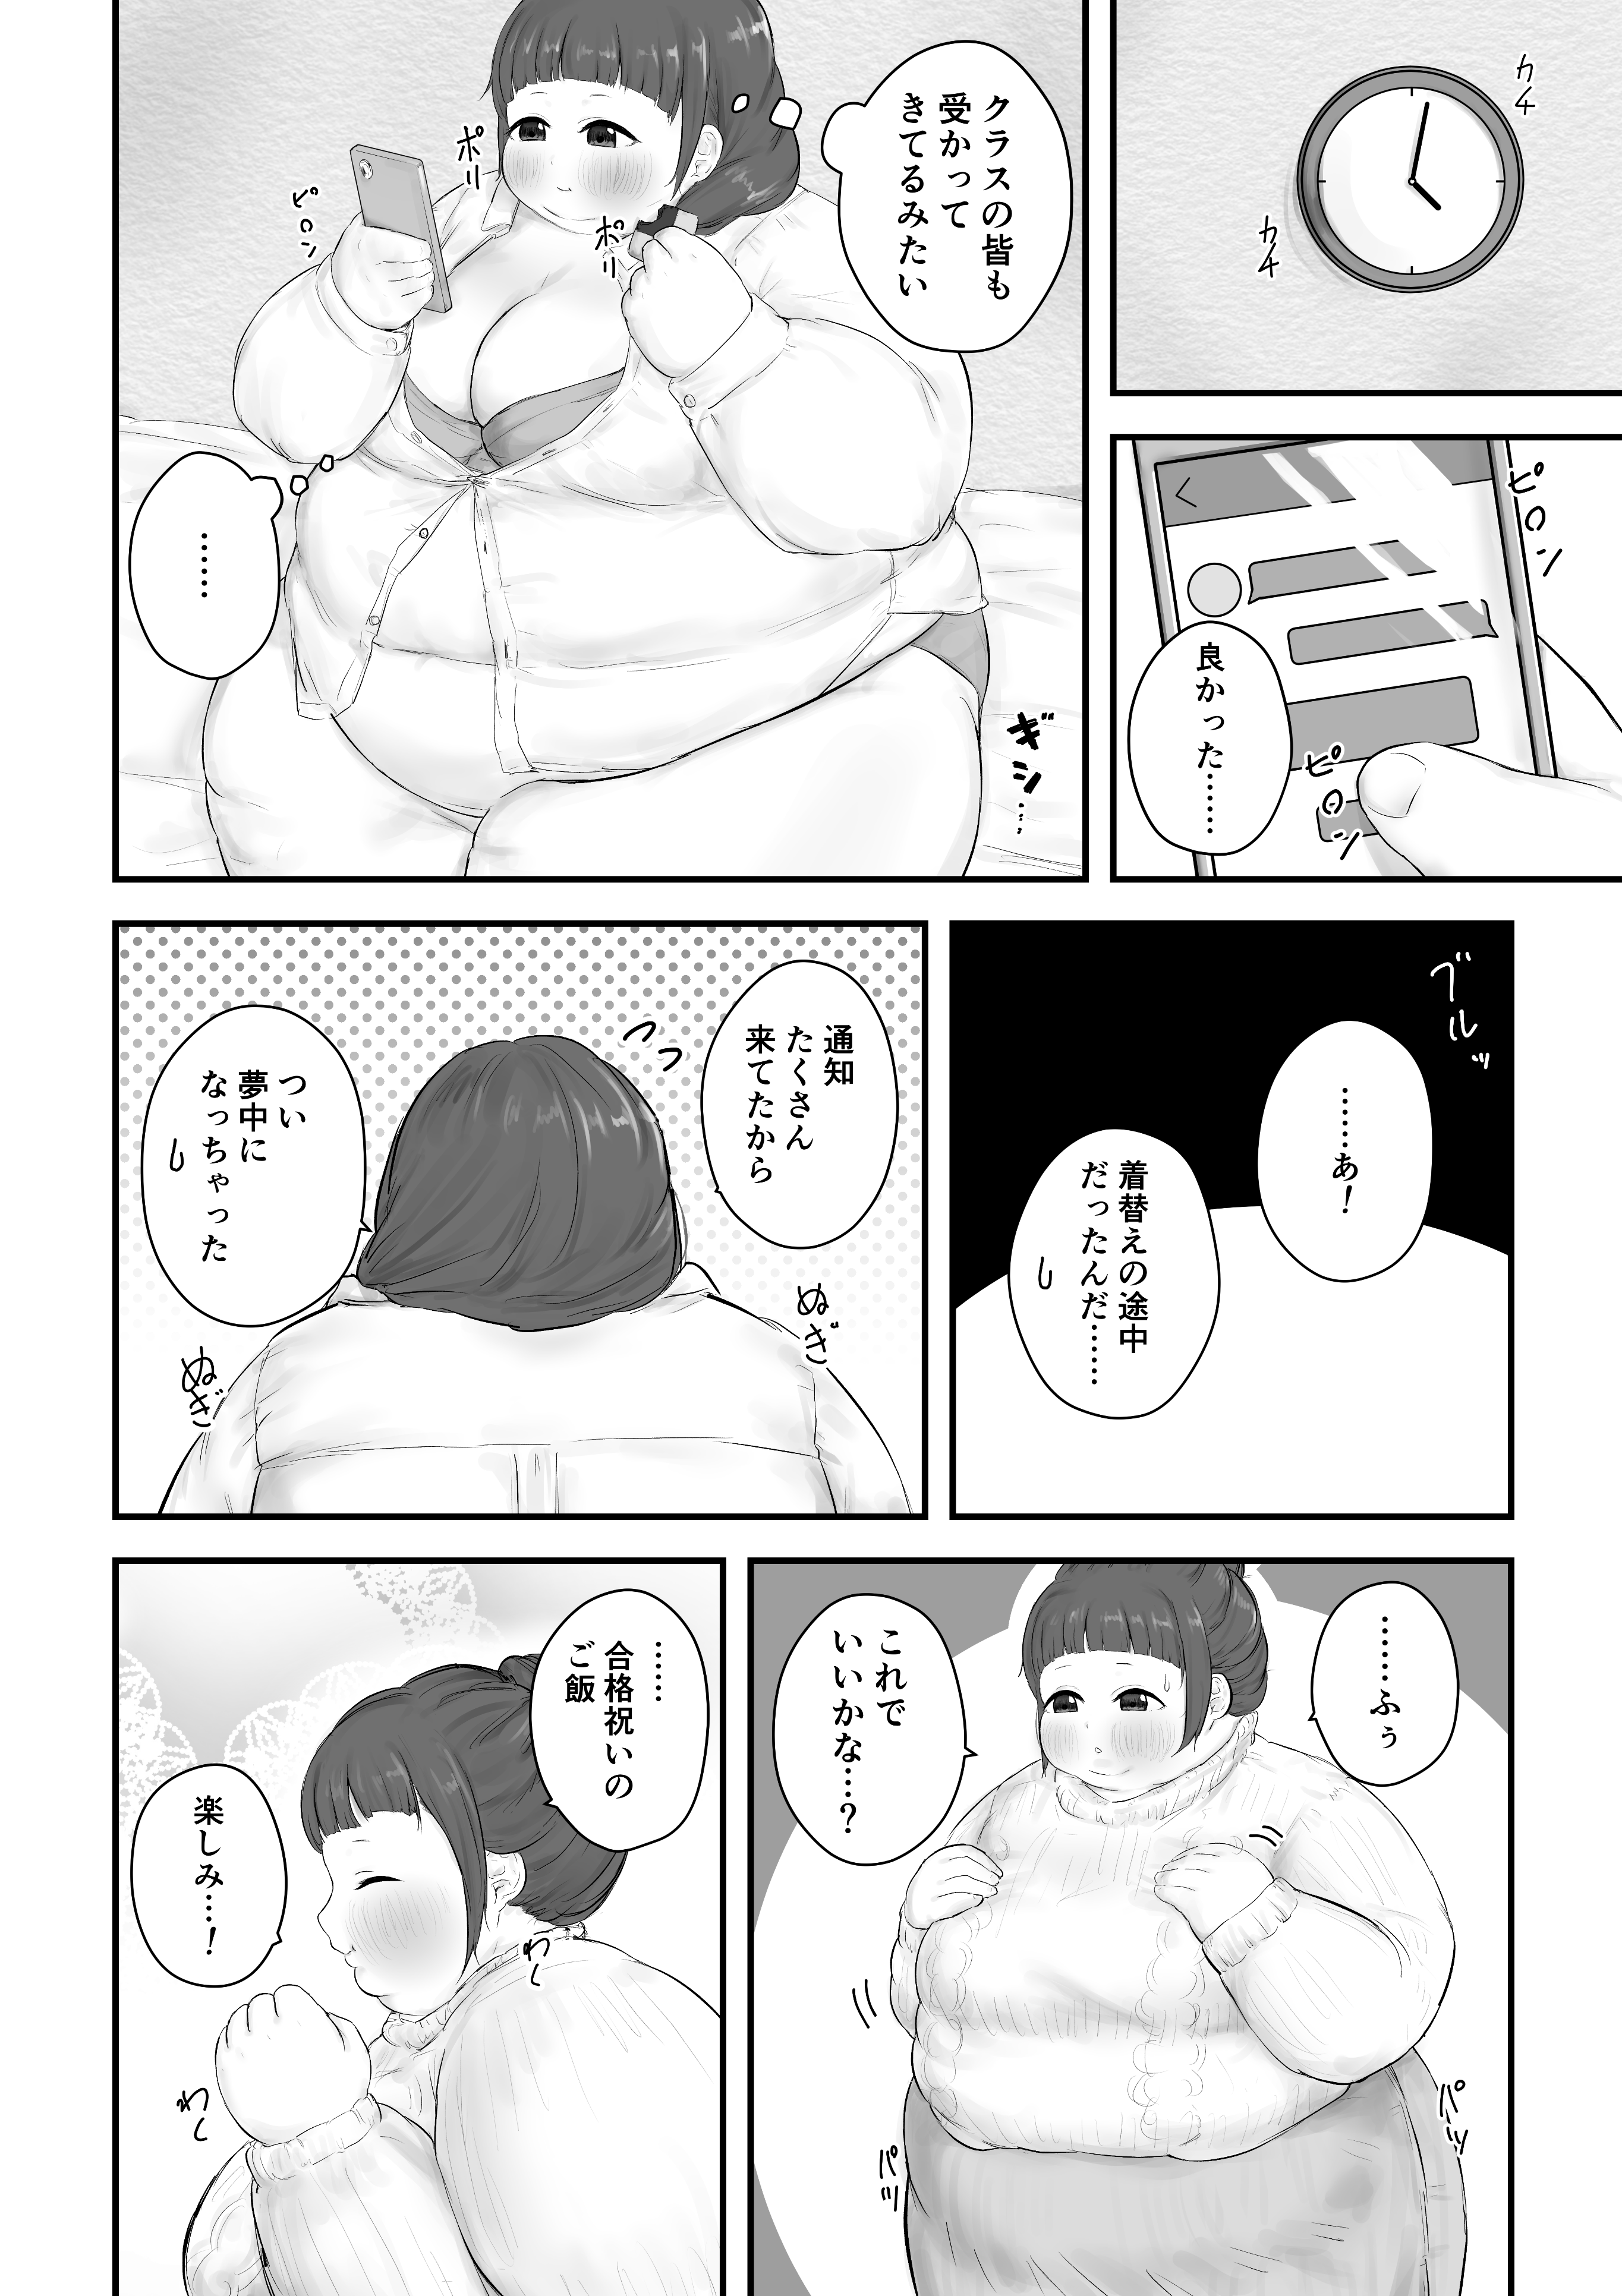 カチ
カチ
ピロン
良かった……
ピロン
クラスの皆も
受かって
きてるみたい
ポリ
ポリ
ピロン
……
ギシ…
ブルッ
……あ！
着替えの途中
だったんだ……
通知
たくさん
来てたから
つい
夢中に
なっちゃった
ぬぎ
ぬぎ
……ふぅ
これで
いいかな…？
パツ
パツ
……
合格祝いの
ご飯
楽しみ…！
わく
わく